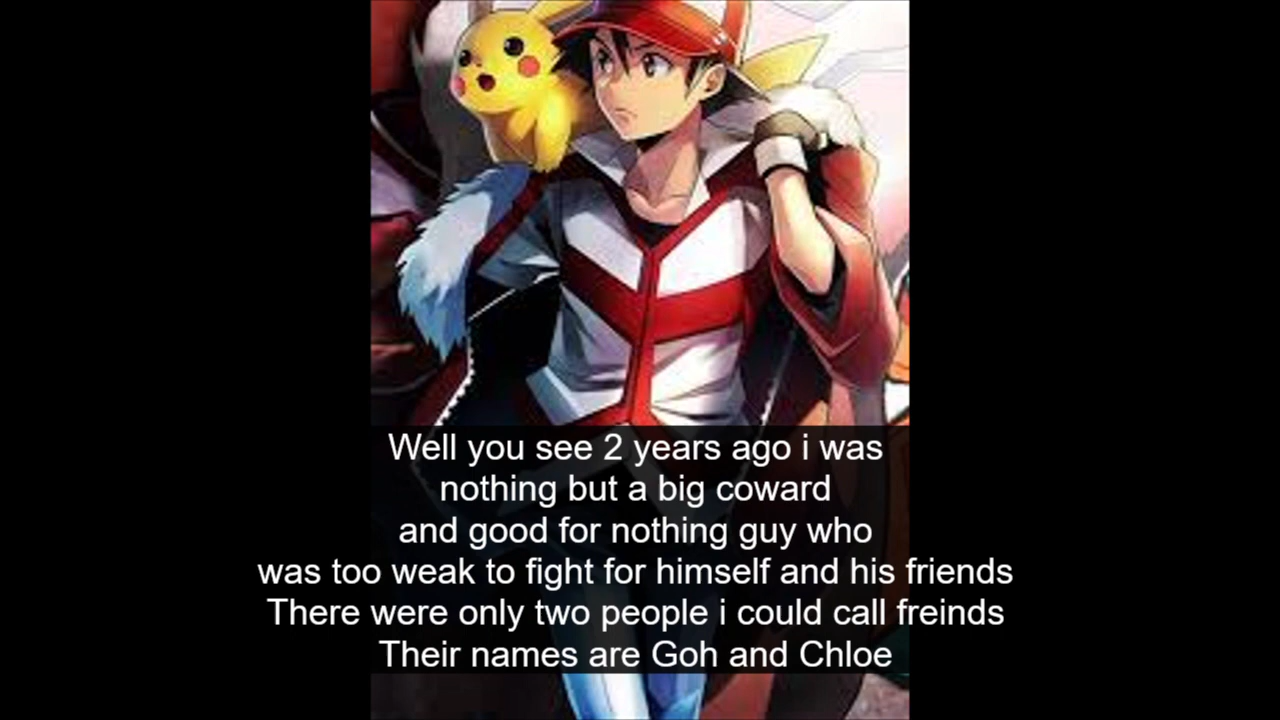 Well you see 2 years ago i was
nothing but a big coward
and good for nothing guy who
was too weak to fight for himself and his friends
There were only two people i could call freinds
Their names are Goh and Chloe